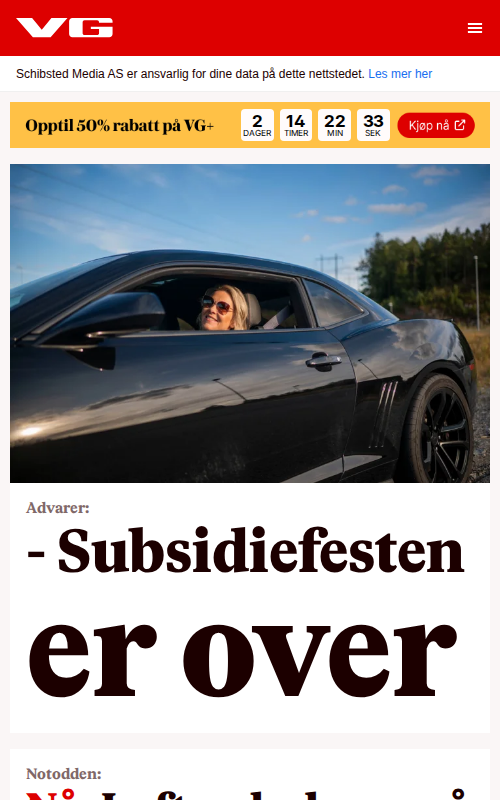 VG
Schibsted Media AS er ansvarlig for dine data på dette nettstedet. Les mer her
Opptil 50% rabatt på VG+
2 14 22 33
DAGER TIMER MIN SEK
Kjøp nå
Advarer:
- Subsidiefesten
er over
Notodden: